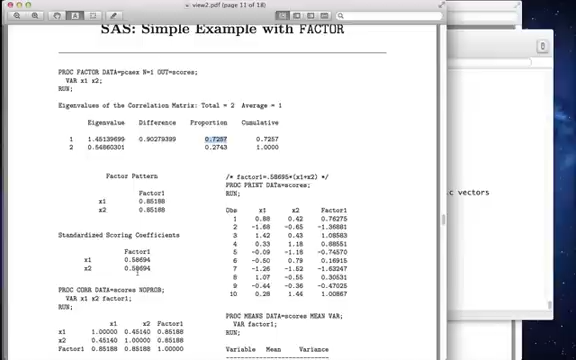 view2.pdf (page 11 of 18)
SAS: Simple Example with FACTOR
PROC FACTOR DATA=pcaex N=1 OUT=scores;
VAR x1 x2;
RUN;
Eigenvalues of the Correlation Matrix: Total = 2 Average = 1
Eigenvalue Difference Proportion Cumulative
1 1.45139699 0.90279399 0.7257 0.7257
2 0.54860301 0.2743 1.0000
Factor Pattern
Factor1
x1 0.85188
x2 0.85188
Standardized Scoring Coefficients
Factor1
x1 0.58694
x2 0.58694
PROC CORR DATA=scores NOPROB;
VAR x1 x2 factor1;
RUN;
x1 x2 Factor1
x1 1.00000 0.45140 0.85188
x2 0.45140 1.00000 0.85188
Factor1 0.85188 0.85188 1.00000
/* factor1=.58695*(x1+x2) */
PROC PRINT DATA=scores;
RUN;
Obs x1 x2 Factor1
1 0.88 0.42 0.76275
2 -1.68 -0.65 -1.36881
3 1.42 0.43 1.08583
4 0.33 1.18 0.88551
5 -0.09 -1.18 -0.74570
6 -0.50 0.79 0.16915
7 -1.26 -1.52 -1.63247
8 1.07 -0.55 0.30531
9 -0.44 -0.36 -0.47025
10 0.28 1.44 1.00867
PROC MEANS DATA=scores MEAN VAR;
VAR factor1;
RUN;
Variable Mean Variance
c vectors